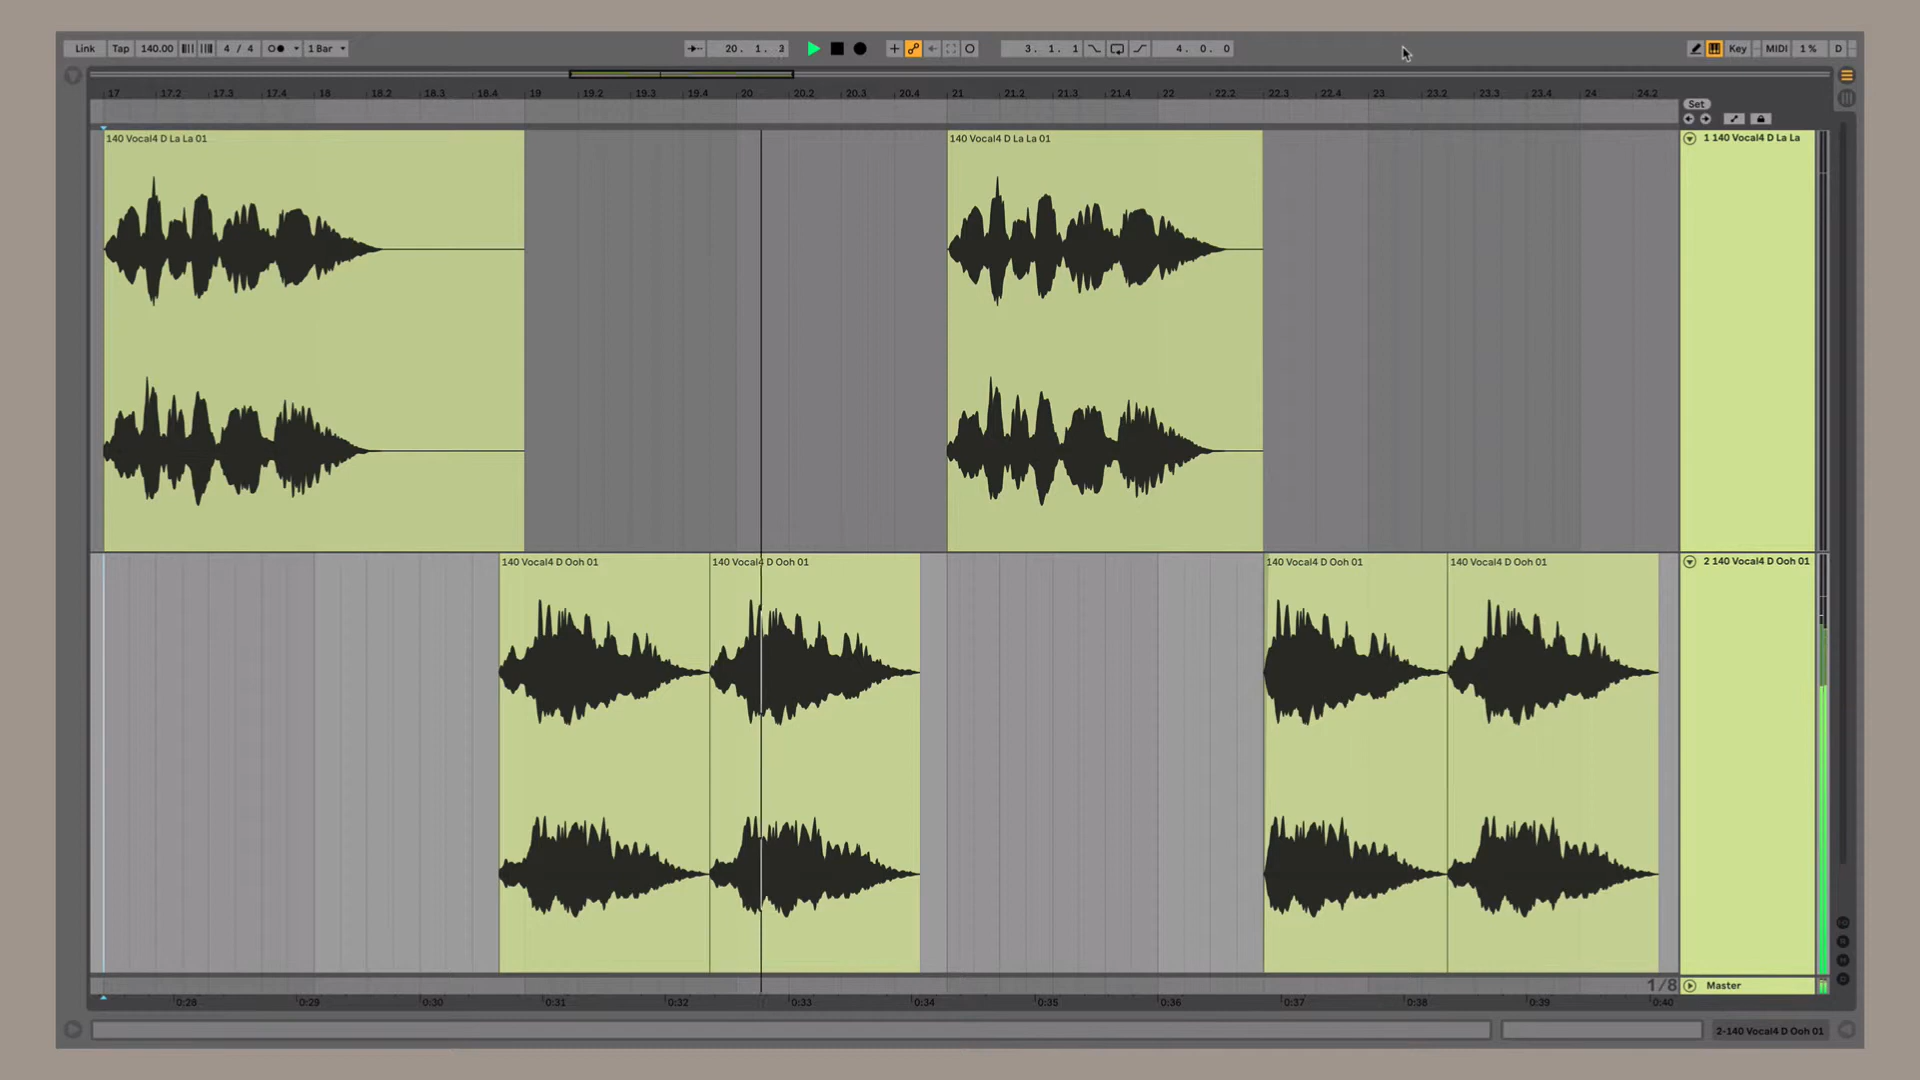 Link Tap 140.00 4 / 4 1 Bar 20. 1. 3 3. 1. 1 4. 0. 0 Key MIDI 1 % D
17 17.2 17.3 17.4 18 18.2 18.3 18.4 19 19.2 19.3 19.4 20 20.2 20.3 20.4 21 21.2 21.3 21.4 22 22.2 22.3 22.4 23 23.2 23.3 23.4 24 24.2
Set
140 Vocal4 D La La 01 140 Vocal4 D La La 01 1 140 Vocal4 D La La
140 Vocal4 D Ooh 01 140 Vocal4 D Ooh 01 140 Vocal4 D Ooh 01 140 Vocal4 D Ooh 01 2 140 Vocal4 D Ooh 01
1/8 Master
0:28 0:29 0:30 0:31 0:32 0:33 0:34 0:35 0:36 0:37 0:38 0:39 0:40
2-140 Vocal4 D Ooh 01